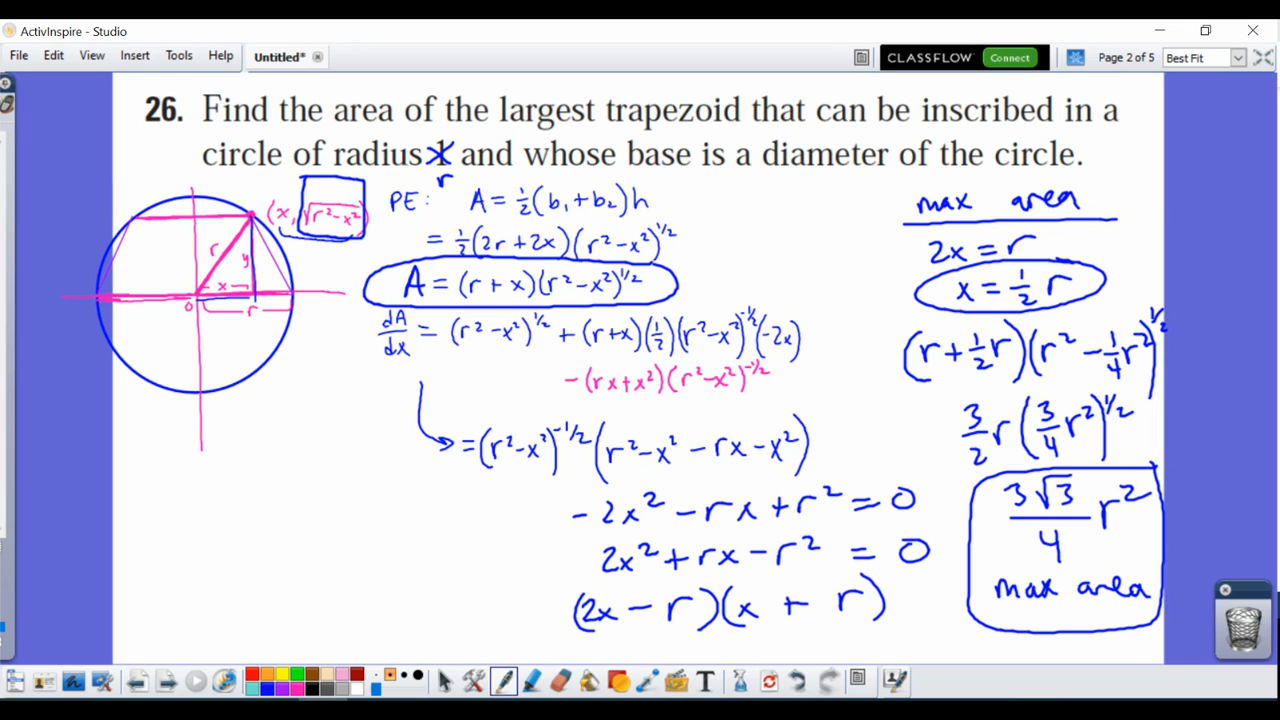 ActivInspire - Studio
File Edit View Insert Tools Help Untitled* CLASSFLOW Connect Page 2 of 5 Best Fit
26. Find the area of the largest trapezoid that can be inscribed in a
circle of radius 1 and whose base is a diameter of the circle.
r
(x, √(r²-x²))
r
y
x
0
r
PE: A = ½(b₁+b₂)h
= ½(2r+2x)(r²-x²)^1/2
A = (r+x)(r²-x²)^1/2
dA/dx = (r²-x²)^1/2 + (r+x)(½)(r²-x²)^-1/2(-2x)
-(rx+x²)(r²-x²)^-1/2
= (r²-x²)^-1/2 (r²-x²-rx-x²)
-2x²-rx+r² = 0
2x²+rx-r² = 0
(2x-r)(x+r)
max area
2x = r
x = ½ r
(r+½r)(r²-¼r²)^1/2
3/2 r (3/4 r²)^1/2
3√3/4 r²
max area
T